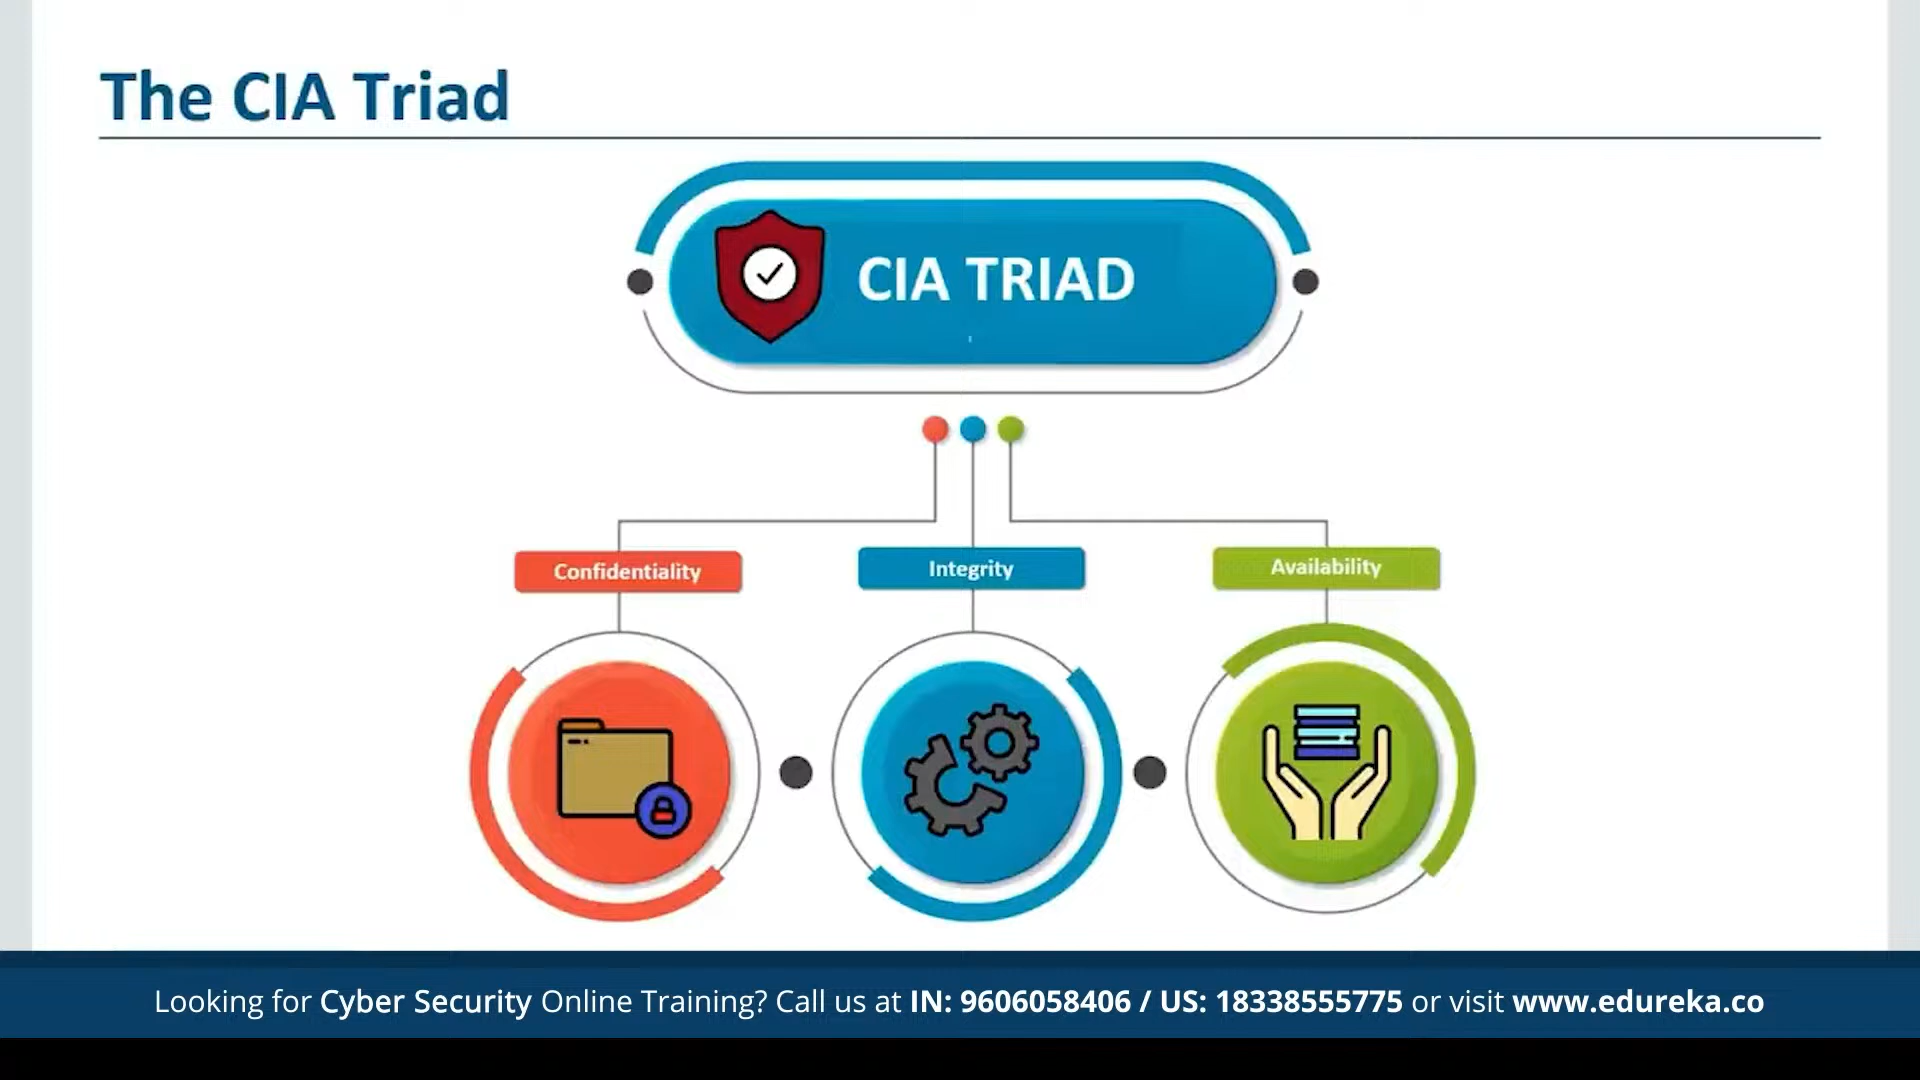 The CIA Triad
CIA TRIAD
Confidentiality
Integrity
Availability
Looking for Cyber Security Online Training? Call us at IN: 9606058406 / US: 18338555775 or visit www.edureka.co